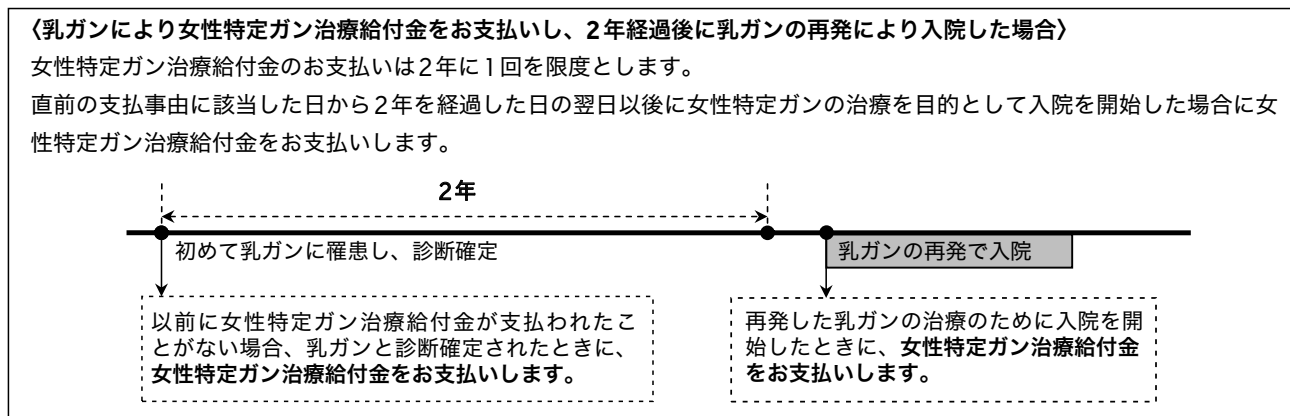 〈乳ガンにより女性特定ガン治療給付金をお支払いし、2年経過後に乳ガンの再発により入院した場合〉
女性特定ガン治療給付金のお支払いは2年に1回を限度とします。
直前の支払事由に該当した日から2年を経過した日の翌日以後に女性特定ガンの治療を目的として入院を開始した場合に女
性特定ガン治療給付金をお支払いします。
2年
初めて乳ガンに罹患し、診断確定
乳ガンの再発で入院
以前に女性特定ガン治療給付金が支払われたこ
とがない場合、乳ガンと診断確定されたときに、
女性特定ガン治療給付金をお支払いします。
再発した乳ガンの治療のために入院を開
始したときに、女性特定ガン治療給付金
をお支払いします。